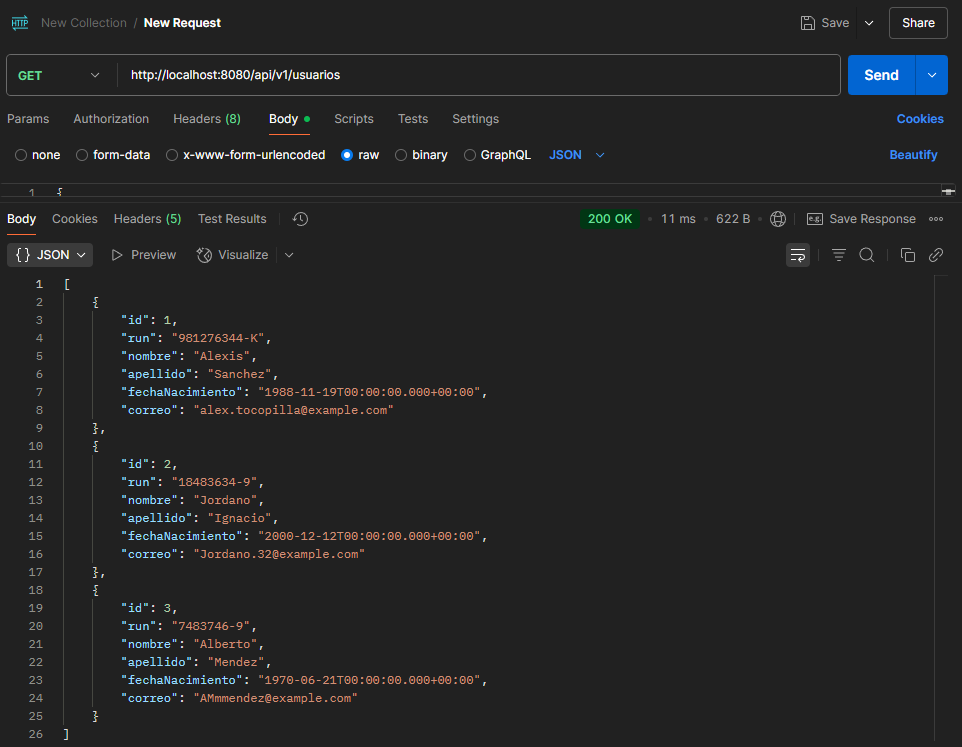 HTTP New Collection / New Request Save Share
GET http://localhost:8080/api/v1/usuarios Send
Params Authorization Headers (8) Body Scripts Tests Settings Cookies
none form-data x-www-form-urlencoded raw binary GraphQL JSON Beautify
1 {
Body Cookies Headers (5) Test Results 200 OK • 11 ms • 622 B • e.g. Save Response
{} JSON Preview Visualize
1 [
2 {
3 "id": 1,
4 "run": "981276344-K",
5 "nombre": "Alexis",
6 "apellido": "Sanchez",
7 "fechaNacimiento": "1988-11-19T00:00:00.000+00:00",
8 "correo": "alex.tocopilla@example.com"
9 },
10 {
11 "id": 2,
12 "run": "18483634-9",
13 "nombre": "Jordano",
14 "apellido": "Ignacio",
15 "fechaNacimiento": "2000-12-12T00:00:00.000+00:00",
16 "correo": "Jordano.32@example.com"
17 },
18 {
19 "id": 3,
20 "run": "7483746-9",
21 "nombre": "Alberto",
22 "apellido": "Mendez",
23 "fechaNacimiento": "1970-06-21T00:00:00.000+00:00",
24 "correo": "AMmmendez@example.com"
25 }
26 ]